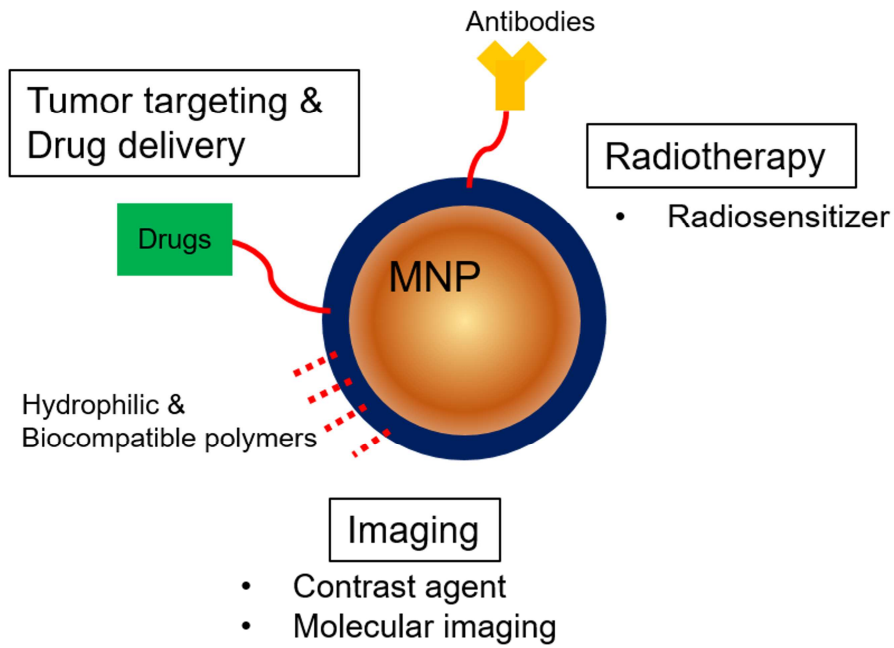 Antibodies
Tumor targeting &
Drug delivery
Radiotherapy
• Radiosensitizer
Drugs
MNP
Hydrophilic &
Biocompatible polymers
Imaging
• Contrast agent
• Molecular imaging